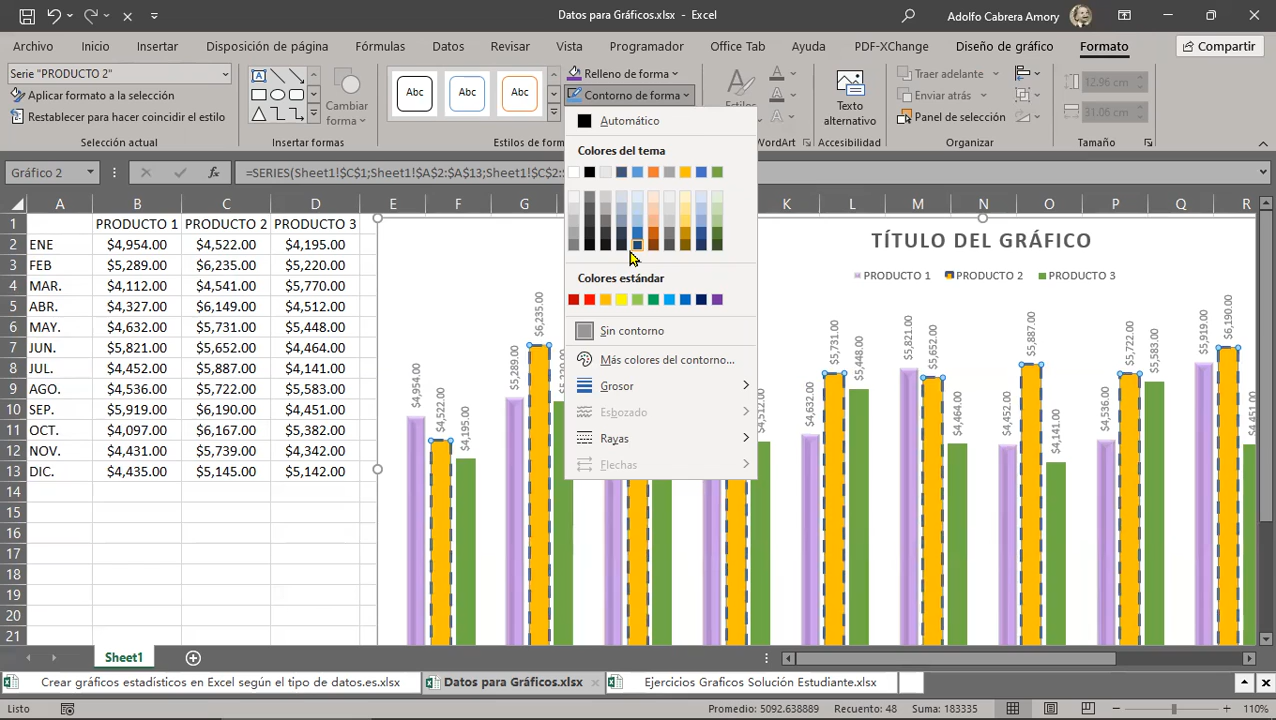 Datos para Gráficos.xlsx - Excel
Adolfo Cabrera Amory
Archivo Inicio Insertar Disposición de página Fórmulas Datos Revisar Vista Programador Office Tab Ayuda PDF-XChange Diseño de gráfico Formato Compartir
Serie "PRODUCTO 2"
Aplicar formato a la selección
Restablecer para hacer coincidir el estilo
Selección actual
Cambiar
forma
Insertar formas
Abc Abc Abc
Relleno de forma
Contorno de forma
Estilos de
Estilos
WordArt
Texto
alternativo
Accesibilidad
Traer adelante
Enviar atrás
Panel de selección
Organizar
12.96 cm
31.06 cm
Tamaño
Automático
Colores del tema
Colores estándar
Sin contorno
Más colores del contorno...
Grosor
Esbozado
Rayas
Flechas
Gráfico 2
fx
=SERIES(Sheet1!$C$1;Sheet1!$A$2:$A$13;Sheet1!$C$2:
A B C D E F G K L M N O P Q R
1 PRODUCTO 1 PRODUCTO 2 PRODUCTO 3
2 ENE $4,954.00 $4,522.00 $4,195.00
3 FEB $5,289.00 $6,235.00 $5,220.00
4 MAR. $4,112.00 $4,541.00 $5,770.00
5 ABR. $4,327.00 $6,149.00 $4,512.00
6 MAY. $4,632.00 $5,731.00 $5,448.00
7 JUN. $5,821.00 $5,652.00 $4,464.00
8 JUL. $4,452.00 $5,887.00 $4,141.00
9 AGO. $4,536.00 $5,722.00 $5,583.00
10 SEP. $5,919.00 $6,190.00 $4,451.00
11 OCT. $4,097.00 $6,167.00 $5,382.00
12 NOV. $4,431.00 $5,739.00 $4,342.00
13 DIC. $4,435.00 $5,145.00 $5,142.00
14
15
16
17
18
19
20
21
TÍTULO DEL GRÁFICO
PRODUCTO 1 PRODUCTO 2 PRODUCTO 3
$4,954.00
$4,522.00
$4,195.00
$5,289.00
$6,235.00
$4,512.00
$4,632.00
$5,731.00
$5,448.00
$5,821.00
$5,652.00
$4,464.00
$4,452.00
$5,887.00
$4,141.00
$4,536.00
$5,722.00
$5,583.00
$5,919.00
$6,190.00
$4,451.00
Sheet1
Crear gráficos estadísticos en Excel según el tipo de datos.es.xlsx
Datos para Gráficos.xlsx
Ejercicios Graficos Solución Estudiante.xlsx
Listo
Promedio: 5092.638889 Recuento: 48 Suma: 183335
110%